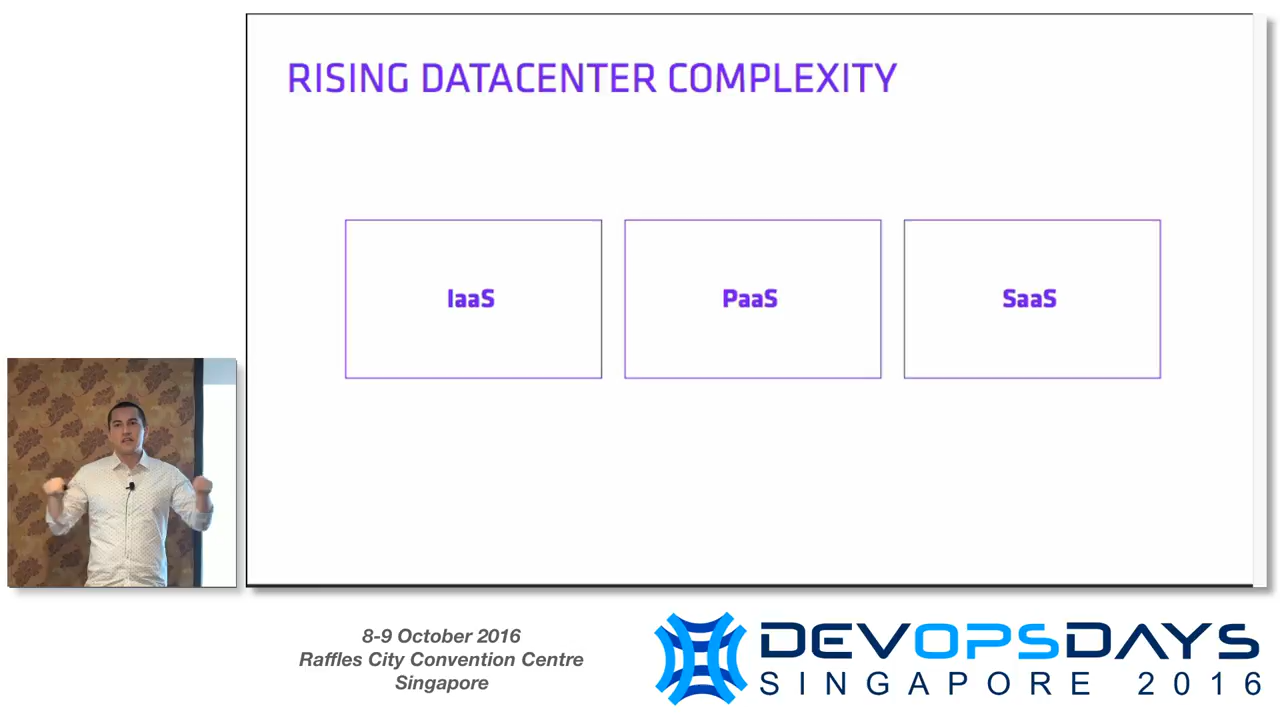 RISING DATACENTER COMPLEXITY
IaaS
PaaS
SaaS
8-9 October 2016
Raffles City Convention Centre
Singapore
DEVOPSDAYS
SINGAPORE 2016